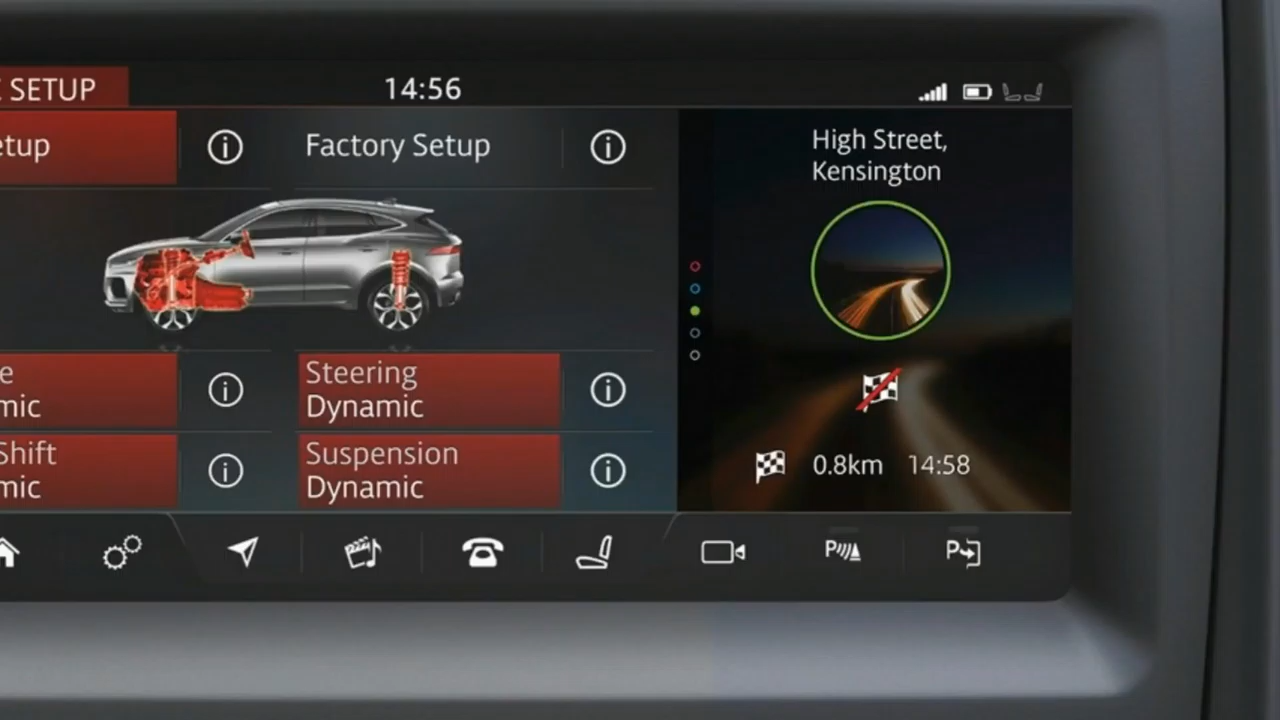 SETUP
14:56
etup
Factory Setup
High Street,
Kensington
e
mic
Steering
Dynamic
Shift
mic
Suspension
Dynamic
0.8km 14:58
P
P